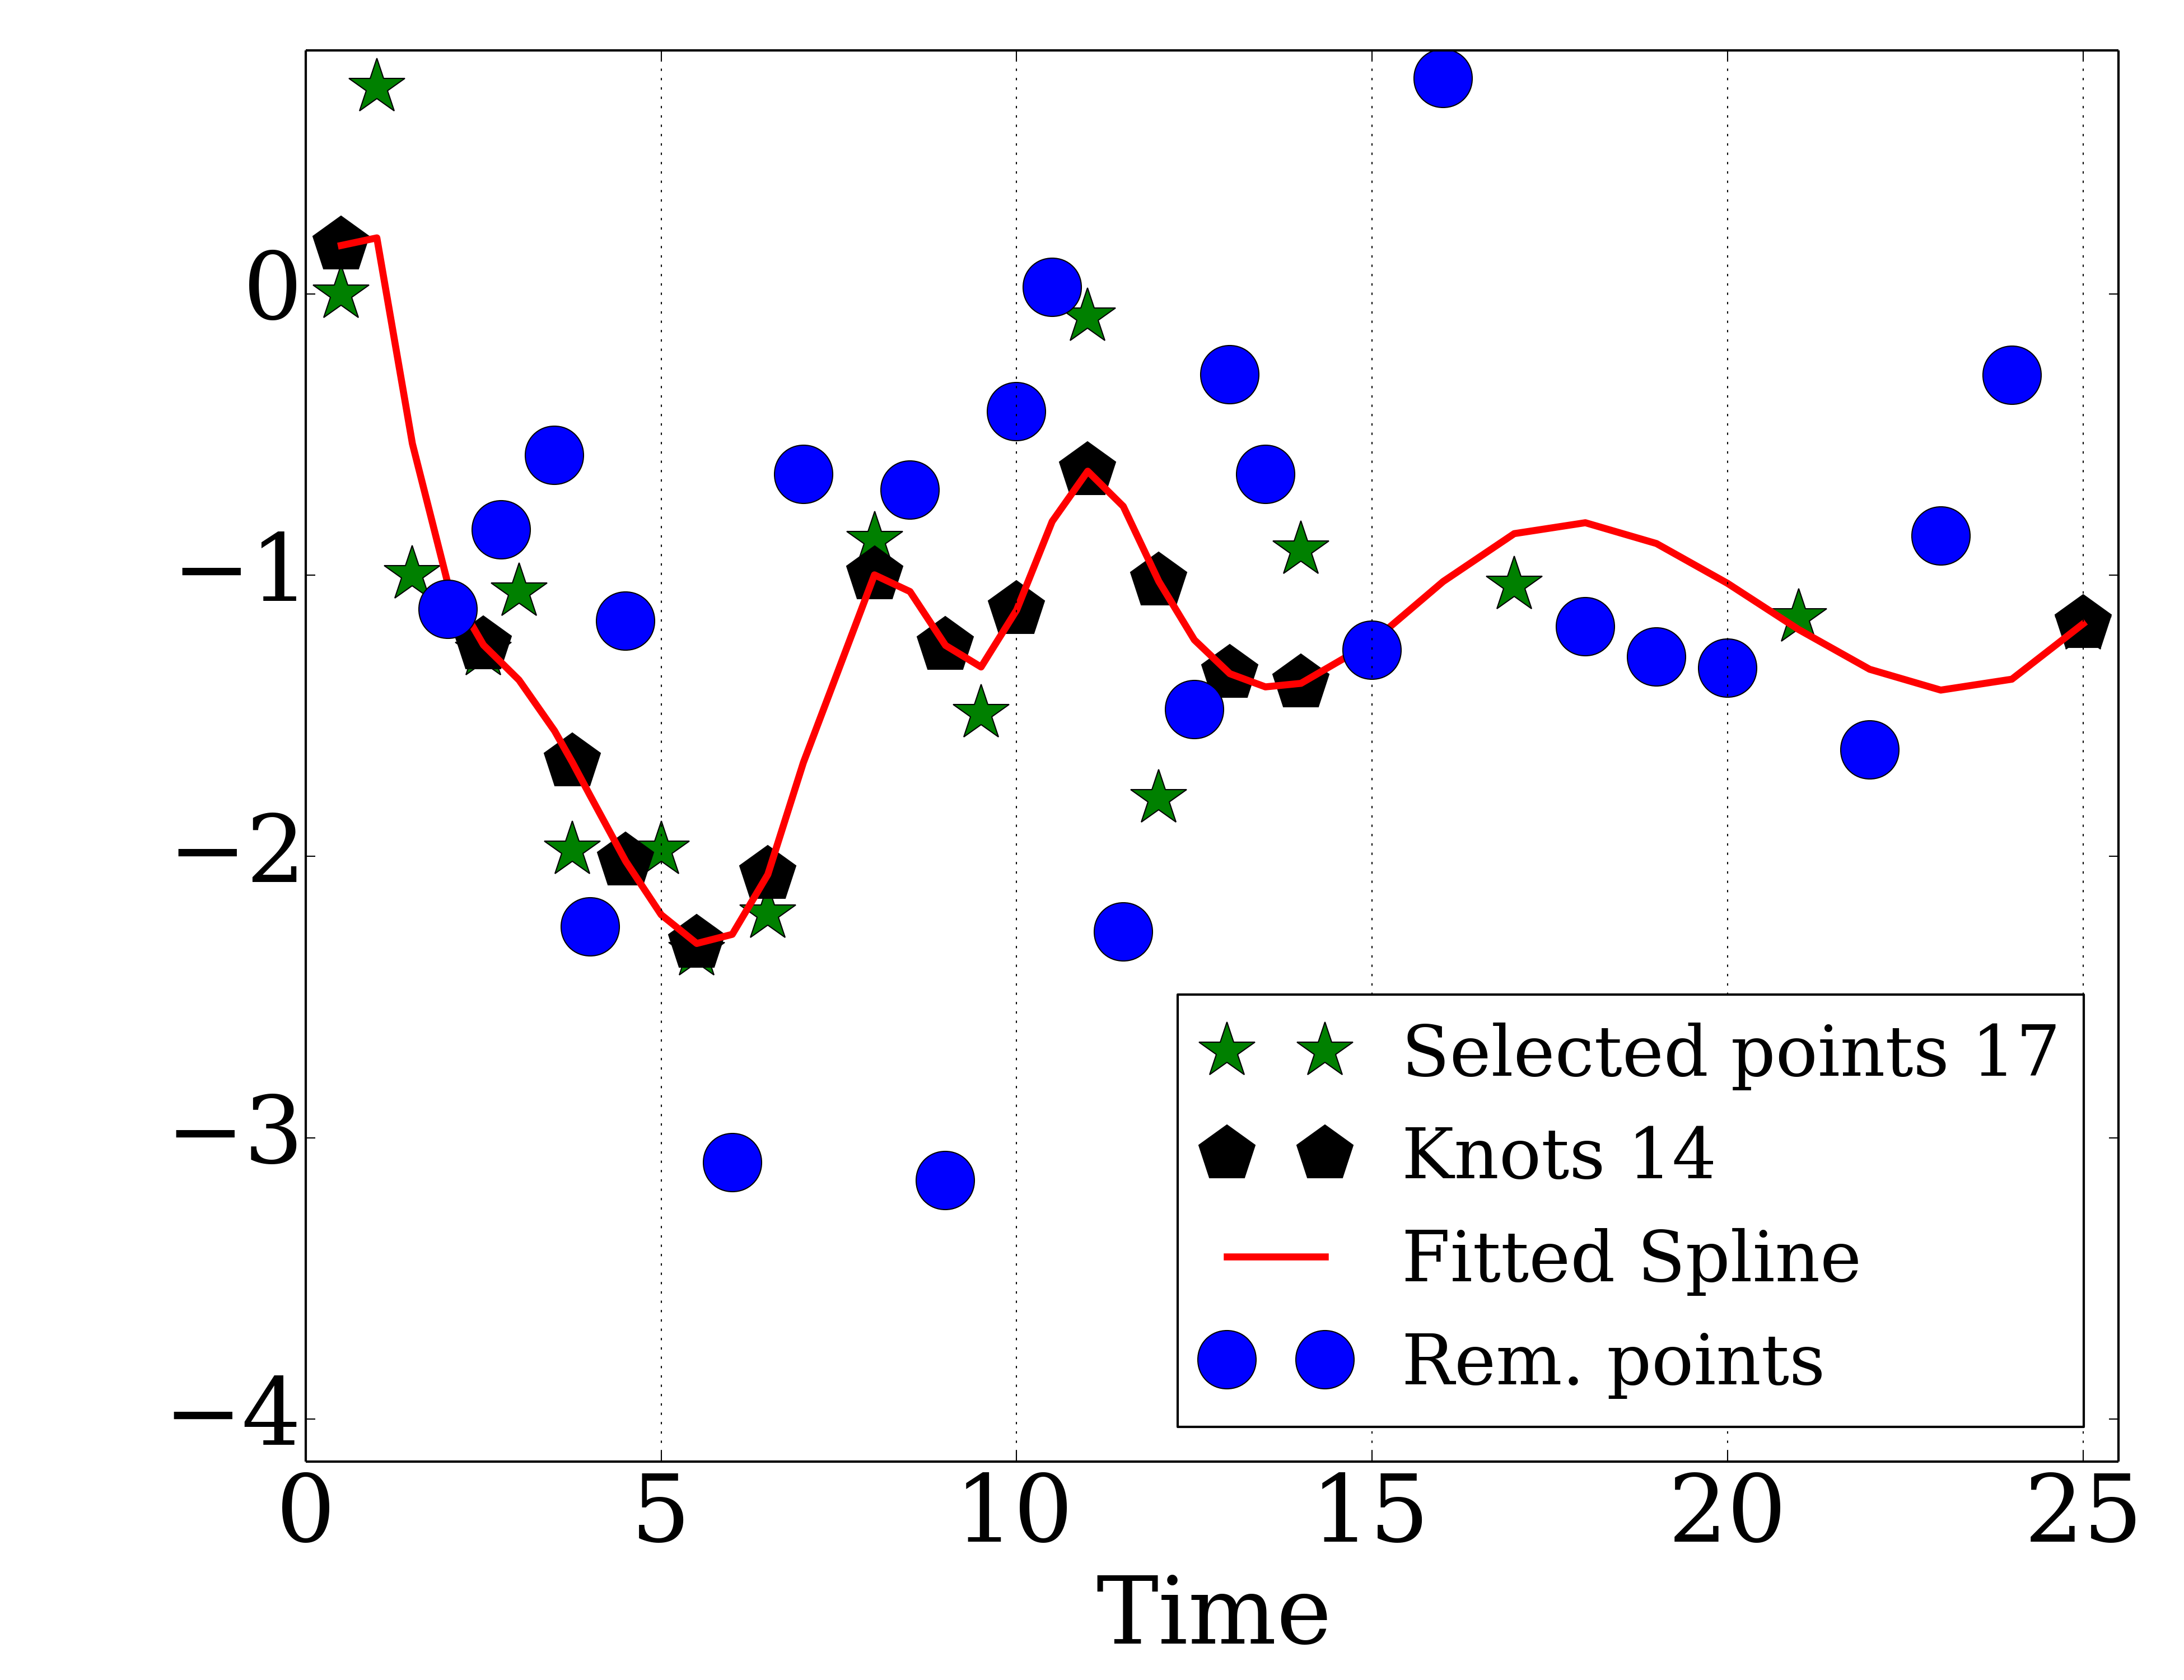 0
−1
−2
−3
−4
0 5 10 15 20 25
Time
Selected points 17
Knots 14
Fitted Spline
Rem. points